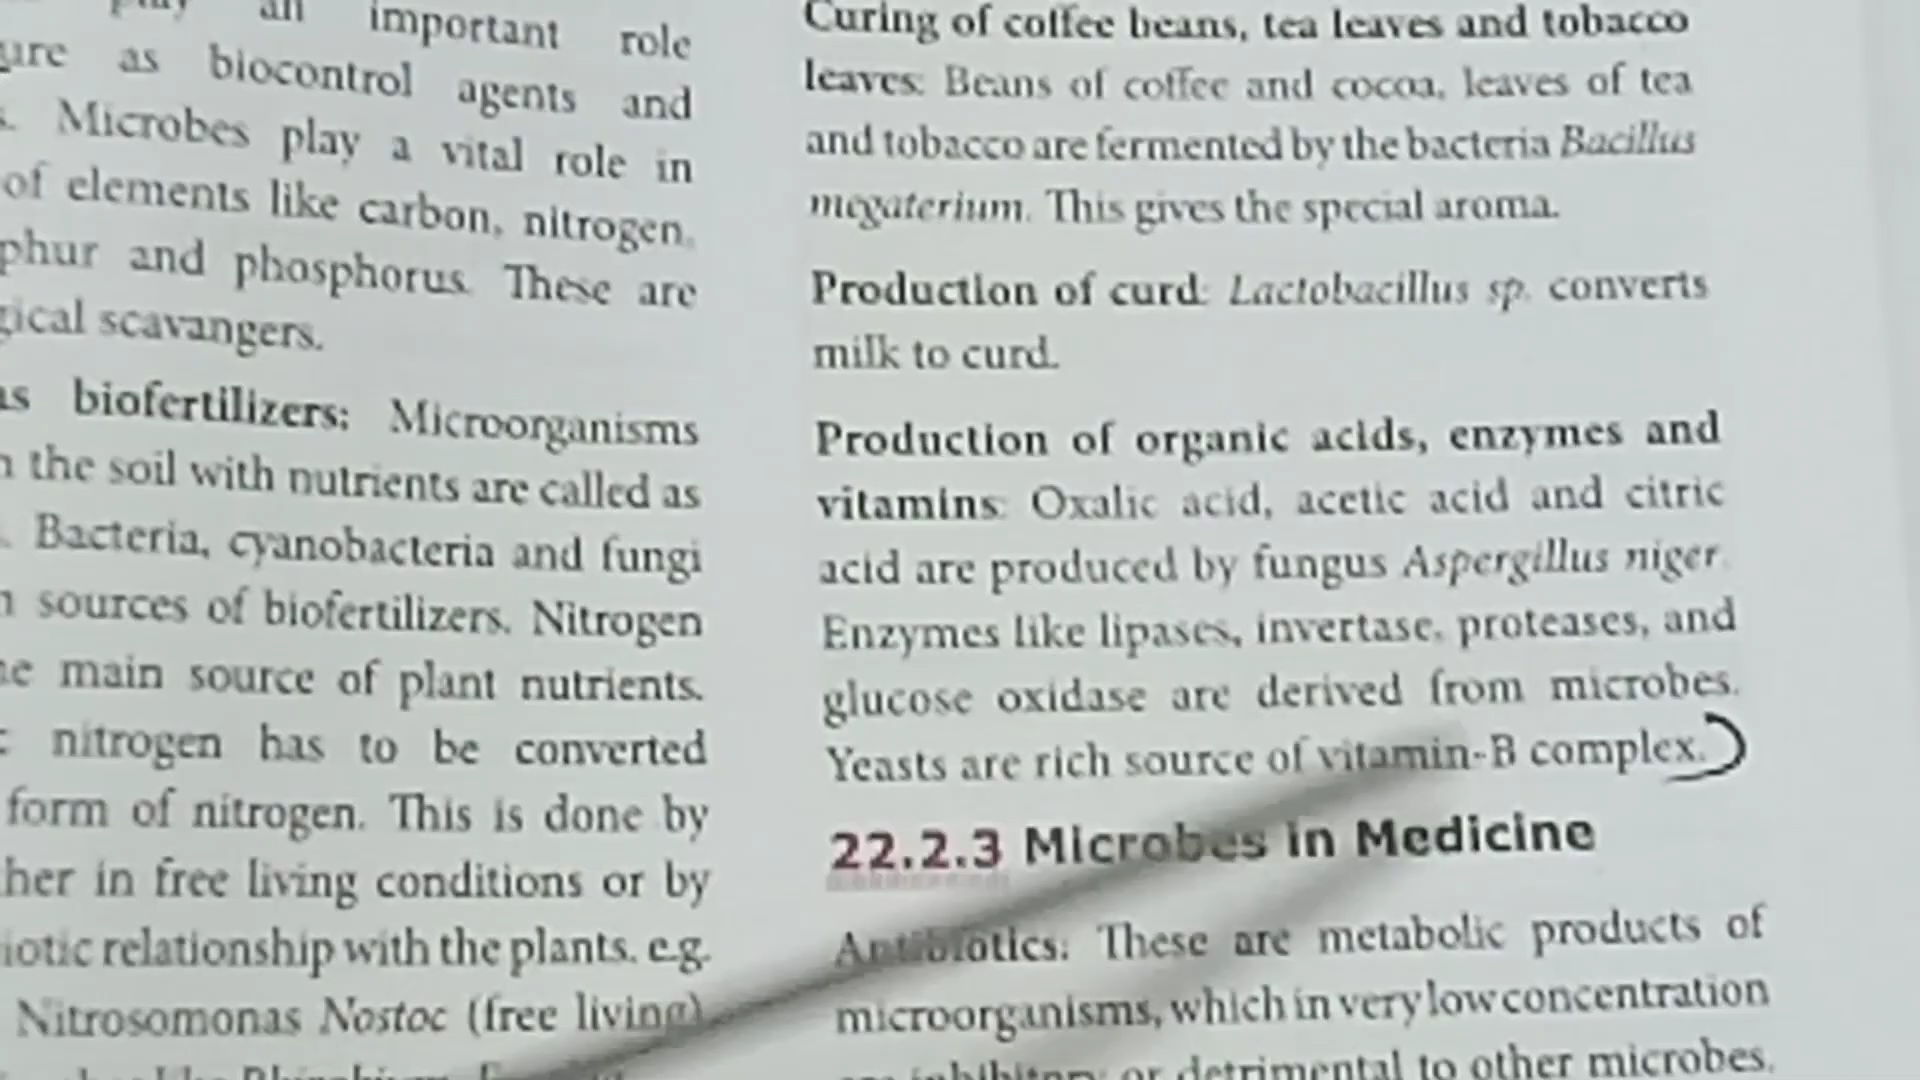 an important role
ure as biocontrol agents and
s. Microbes play a vital role in
of elements like carbon, nitrogen,
phur and phosphorus. These are
gical scavangers.
as biofertilizers: Microorganisms
the soil with nutrients are called as
. Bacteria, cyanobacteria and fungi
sources of biofertilizers. Nitrogen
main source of plant nutrients.
nitrogen has to be converted
form of nitrogen. This is done by
her in free living conditions or by
iotic relationship with the plants. e.g.
Nitrosomonas Nostoc (free living)
Curing of coffee beans, tea leaves and tobacco
leaves: Beans of coffee and cocoa, leaves of tea
and tobacco are fermented by the bacteria Bacillus
megaterium. This gives the special aroma.
Production of curd: Lactobacillus sp. converts
milk to curd.
Production of organic acids, enzymes and
vitamins: Oxalic acid, acetic acid and citric
acid are produced by fungus Aspergillus niger.
Enzymes like lipases, invertase, proteases, and
glucose oxidase are derived from microbes.
Yeasts are rich source of vitamin-B complex.
22.2.3 Microbes in Medicine
Antibiotics: These are metabolic products of
microorganisms, which in very low concentration
inhibitory or detrimental to other microbes.